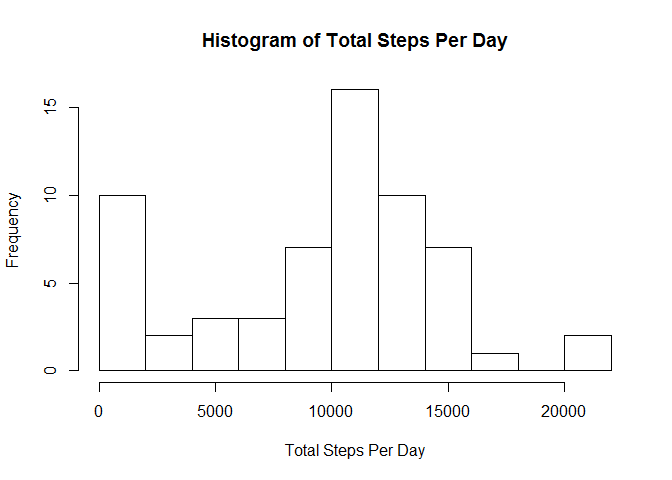 Histogram of Total Steps Per Day
Frequency
15
10
5
0
0 5000 10000 15000 20000
Total Steps Per Day